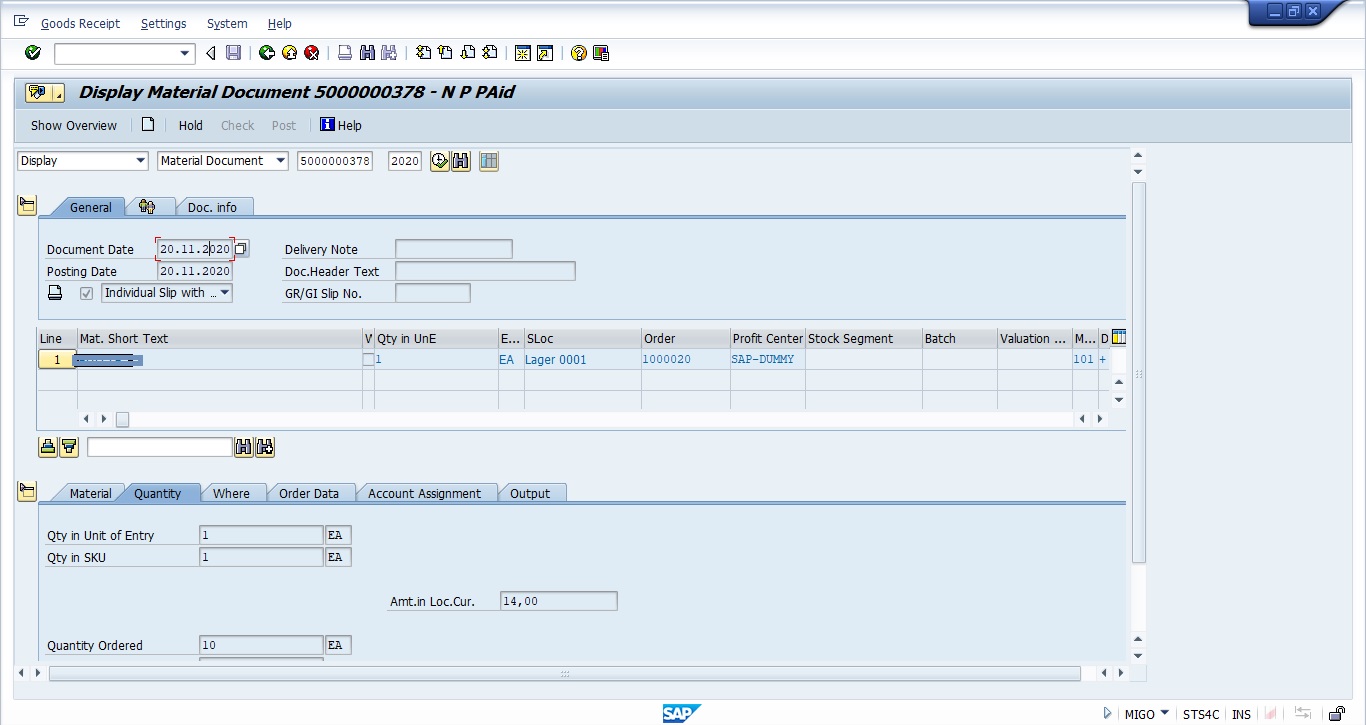 Goods Receipt Settings System Help
Display Material Document 5000000378 - N P PAid
Show Overview Hold Check Post Help
Display Material Document 5000000378 2020
General Doc. info
Document Date 20.11.2020 Delivery Note
Posting Date 20.11.2020 Doc.Header Text
Individual Slip with ... GR/GI Slip No.
Line Mat. Short Text V Qty in UnE E... SLoc Order Profit Center Stock Segment Batch Valuation ... M... D
1 1 EA Lager 0001 1000020 SAP-DUMMY 101 +
Material Quantity Where Order Data Account Assignment Output
Qty in Unit of Entry 1 EA
Qty in SKU 1 EA
Amt.in Loc.Cur. 14,00
Quantity Ordered 10 EA
SAP MIGO STS4C INS